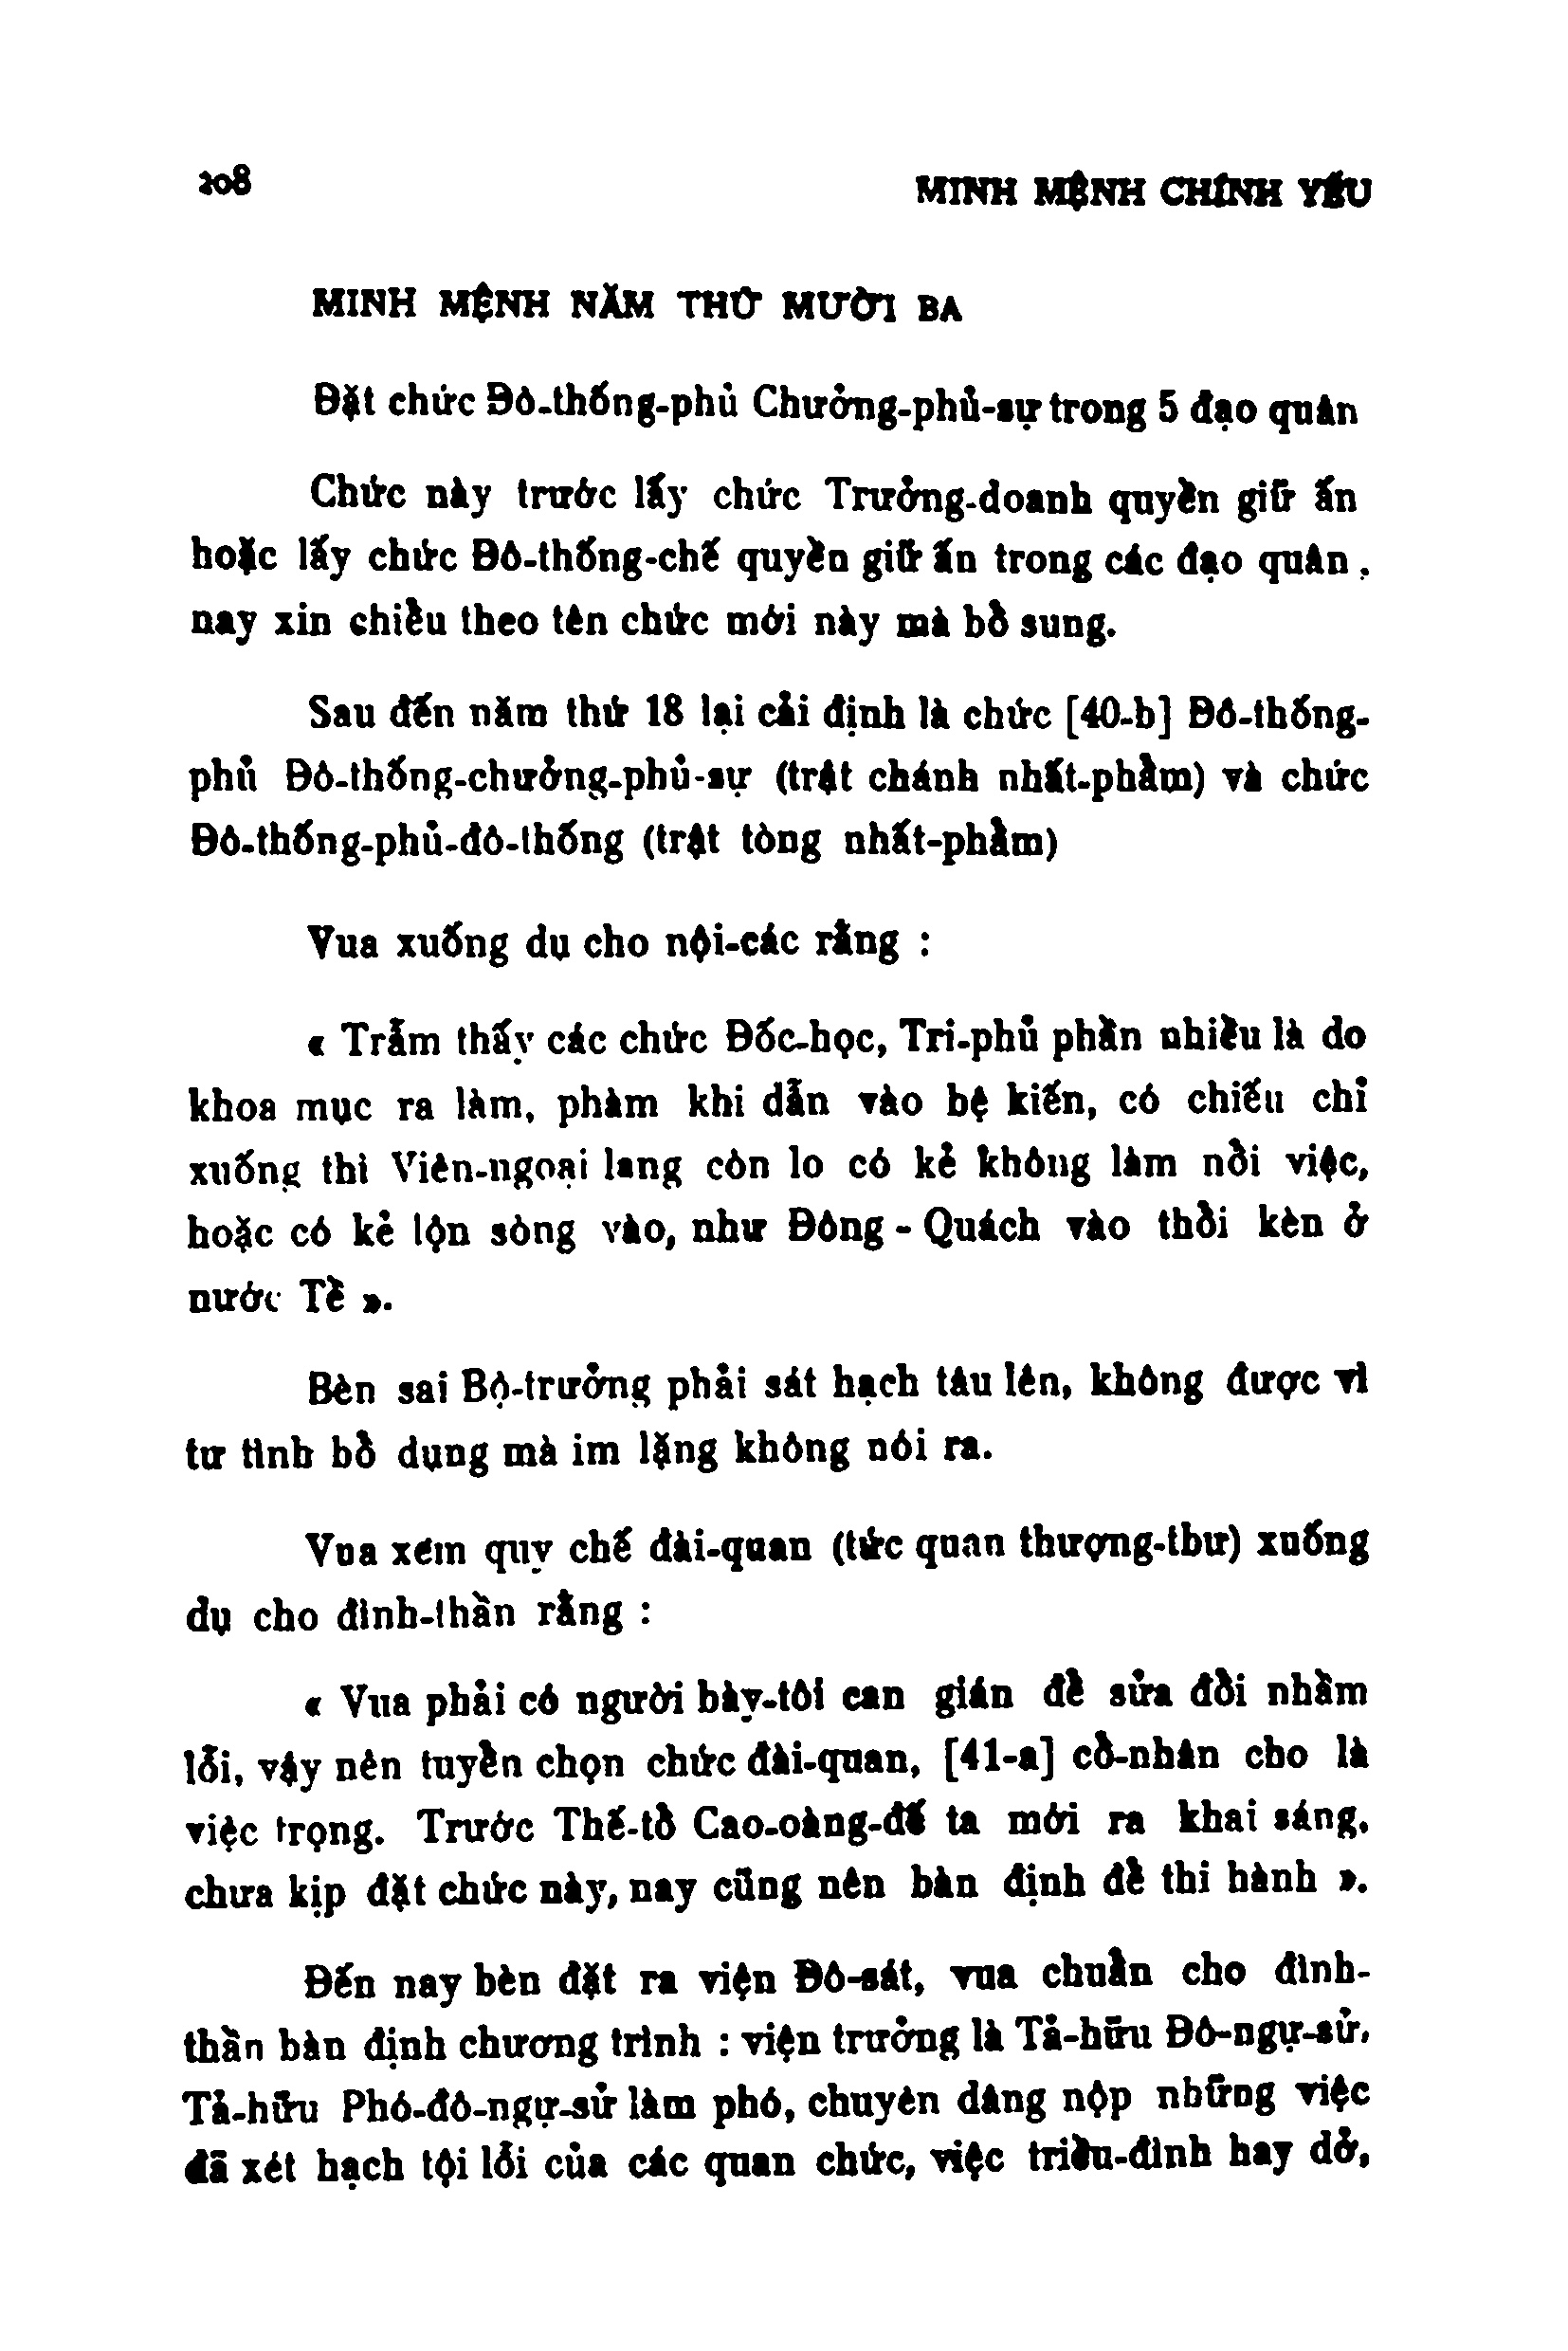 208
MINH MỆNH CHÍNH YẾU
MINH MỆNH NĂM THỨ MƯỜI BA
Đặt chức Đô-thống-phủ Chưởng-phủ-sự trong 5 đạo quân
Chức này trước lấy chức Trưởng-doanh quyền giữ ấn
hoặc lấy chức Đô-thống-chế quyền giữ ấn trong các đạo quân,
nay xin chiều theo tên chức mới này mà bổ sung.
Sau đến năm thứ 18 lại cải định là chức [40-b] Đô-thống-
phủ Đô-thống-chưởng-phủ-sự (trật chánh nhất-phẩm) và chức
Đô-thống-phủ-đô-thống (trật tòng nhất-phẩm)
Vua xuống dụ cho nội-các rằng :
« Trẫm thấy các chức Đốc-học, Tri-phủ phần nhiều là do
khoa mục ra làm, phàm khi dẫn vào bệ kiến, có chiếu chỉ
xuống thì Viên-ngoại lang còn lo có kẻ không làm nổi việc,
hoặc có kẻ lộn sòng vào, như Đông - Quách vào thổi kèn ở
nước Tề ».
Bèn sai Bộ-trưởng phải sát hạch tâu lên, không được vì
tư tình bổ dụng mà im lặng không nói ra.
Vua xem quy chế đài-quan (tức quan thượng-thư) xuống
dụ cho đình-thần rằng :
« Vua phải có người bày-tôi can gián để sửa đổi nhầm
lỗi, vậy nên tuyển chọn chức đài-quan, [41-a] cổ-nhân cho là
việc trọng. Trước Thế-tổ Cao-oàng-đế ta mới ra khai sáng,
chưa kịp đặt chức này, nay cũng nên bàn định để thi hành ».
Đến nay bèn đặt ra viện Đô-sát, vua chuẩn cho đình-
thần bàn định chương trình : viện trưởng là Tả-hữu Đô-ngự-sử,
Tả-hữu Phó-đô-ngự-sử làm phó, chuyên dâng nộp những việc
đã xét hạch tội lỗi của các quan chức, việc triều-đình hay dở,